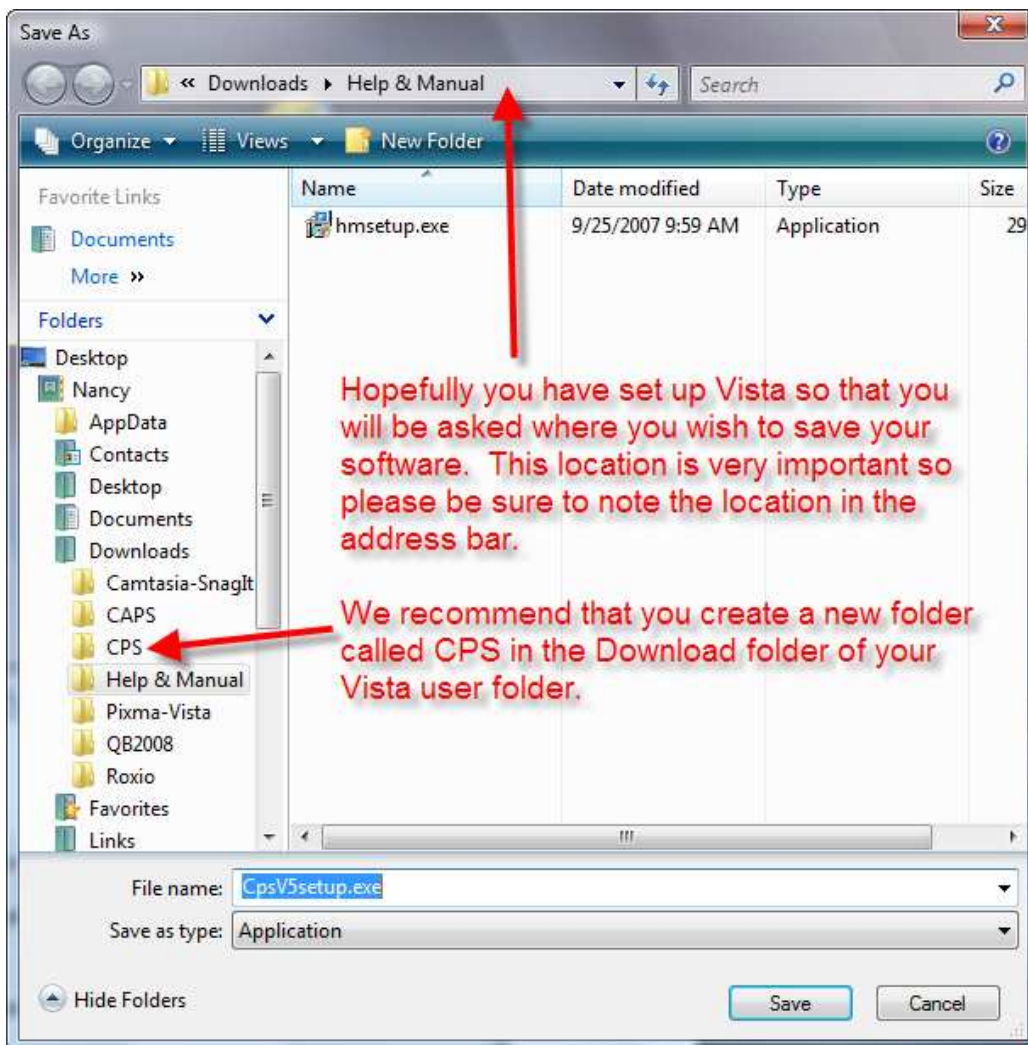 Save As
« Downloads ▸ Help & Manual
Search
Organize
Views
New Folder
Favorite Links
Documents
More »
Folders
Desktop
Nancy
AppData
Contacts
Desktop
Documents
Downloads
Camtasia-SnagIt
CAPS
CPS
Help & Manual
Pixma-Vista
QB2008
Roxio
Favorites
Links
Name Date modified Type Size
hmsetup.exe 9/25/2007 9:59 AM Application 29
Hopefully you have set up Vista so that you
will be asked where you wish to save your
software. This location is very important so
please be sure to note the location in the
address bar.
We recommend that you create a new folder
called CPS in the Download folder of your
Vista user folder.
File name: CpsV5setup.exe
Save as type: Application
Hide Folders
Save
Cancel